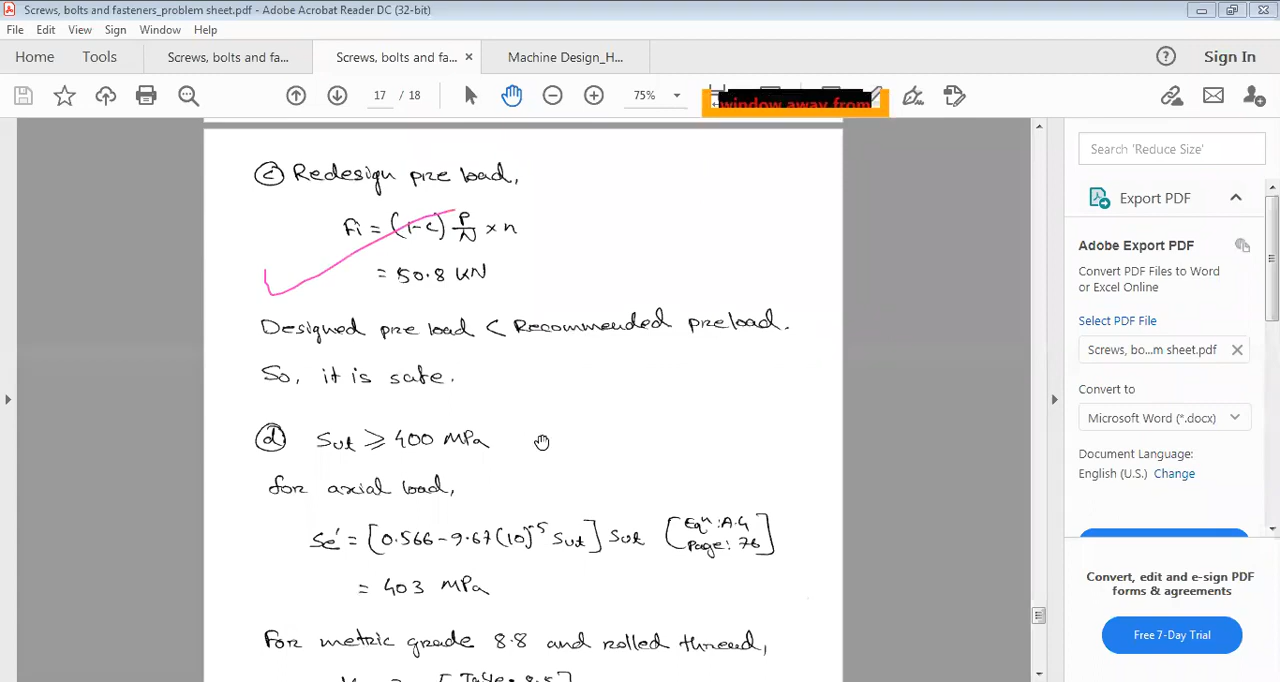 Screws, bolts and fasteners_problem sheet.pdf - Adobe Acrobat Reader DC (32-bit)
File Edit View Sign Window Help
Home Tools Screws, bolts and fa... Screws, bolts and fa... × Machine Design_H... ? Sign In
17 / 18 75% window away from
Search 'Reduce Size'
Export PDF
Adobe Export PDF
Convert PDF Files to Word
or Excel Online
Select PDF File
Screws, bo...m sheet.pdf ×
Convert to
Microsoft Word (*.docx)
Document Language:
English (U.S.) Change
Convert, edit and e-sign PDF
forms & agreements
Free 7-Day Trial
(c) Redesign pre load,
Fi = (1-C) P/N × n
= 50.8 kN
Designed pre load < Recommended preload.
So, it is safe.
(d) Sut ≥ 400 MPa
for axial load,
Se' = [0.566 - 9.67(10)^-5 Sut] Sut [Eqn: A.4
Page: 76]
= 403 MPa
For metric grade 8.8 and rolled thread,